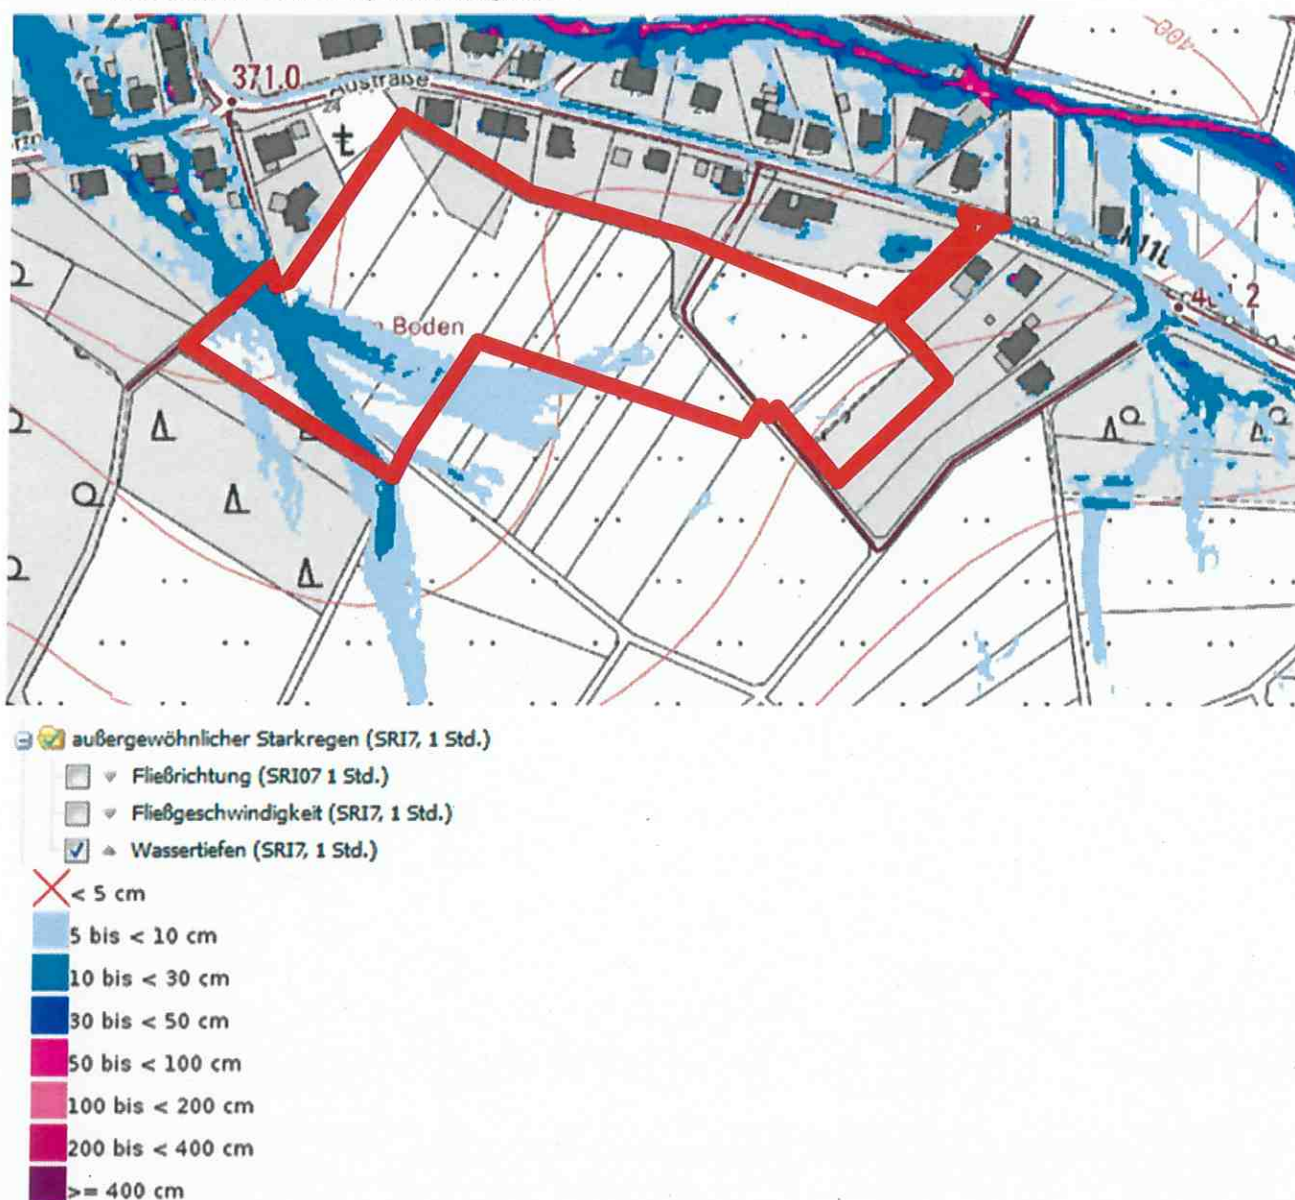 371.0
Austraße
24
Boden
400
außergewöhnlicher Starkregen (SRI7, 1 Std.)
Fließrichtung (SRI07 1 Std.)
Fließgeschwindigkeit (SRI7, 1 Std.)
Wassertiefen (SRI7, 1 Std.)
< 5 cm
5 bis < 10 cm
10 bis < 30 cm
30 bis < 50 cm
50 bis < 100 cm
100 bis < 200 cm
200 bis < 400 cm
>= 400 cm